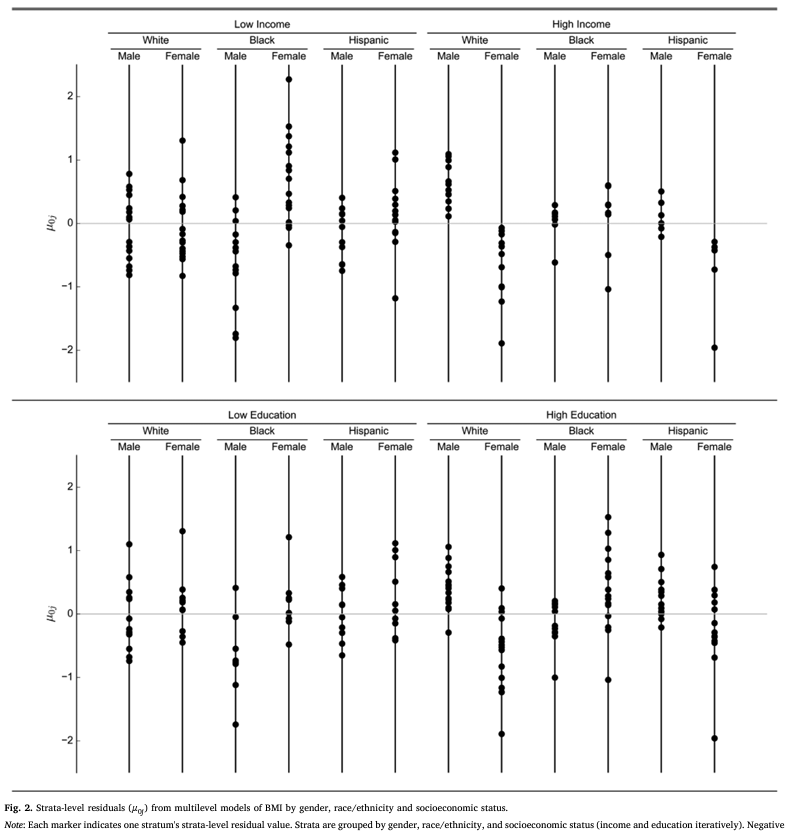 Low Income High Income
White Black Hispanic White Black Hispanic
Male Female Male Female Male Female Male Female Male Female Male Female
2
1
0
−1
−2
μ0j
Low Education High Education
White Black Hispanic White Black Hispanic
Male Female Male Female Male Female Male Female Male Female Male Female
2
1
0
−1
−2
μ0j
Fig. 2. Strata-level residuals (μ0j) from multilevel models of BMI by gender, race/ethnicity and socioeconomic status.
Note: Each marker indicates one stratum's strata-level residual value. Strata are grouped by gender, race/ethnicity, and socioeconomic status (income and education iteratively). Negative